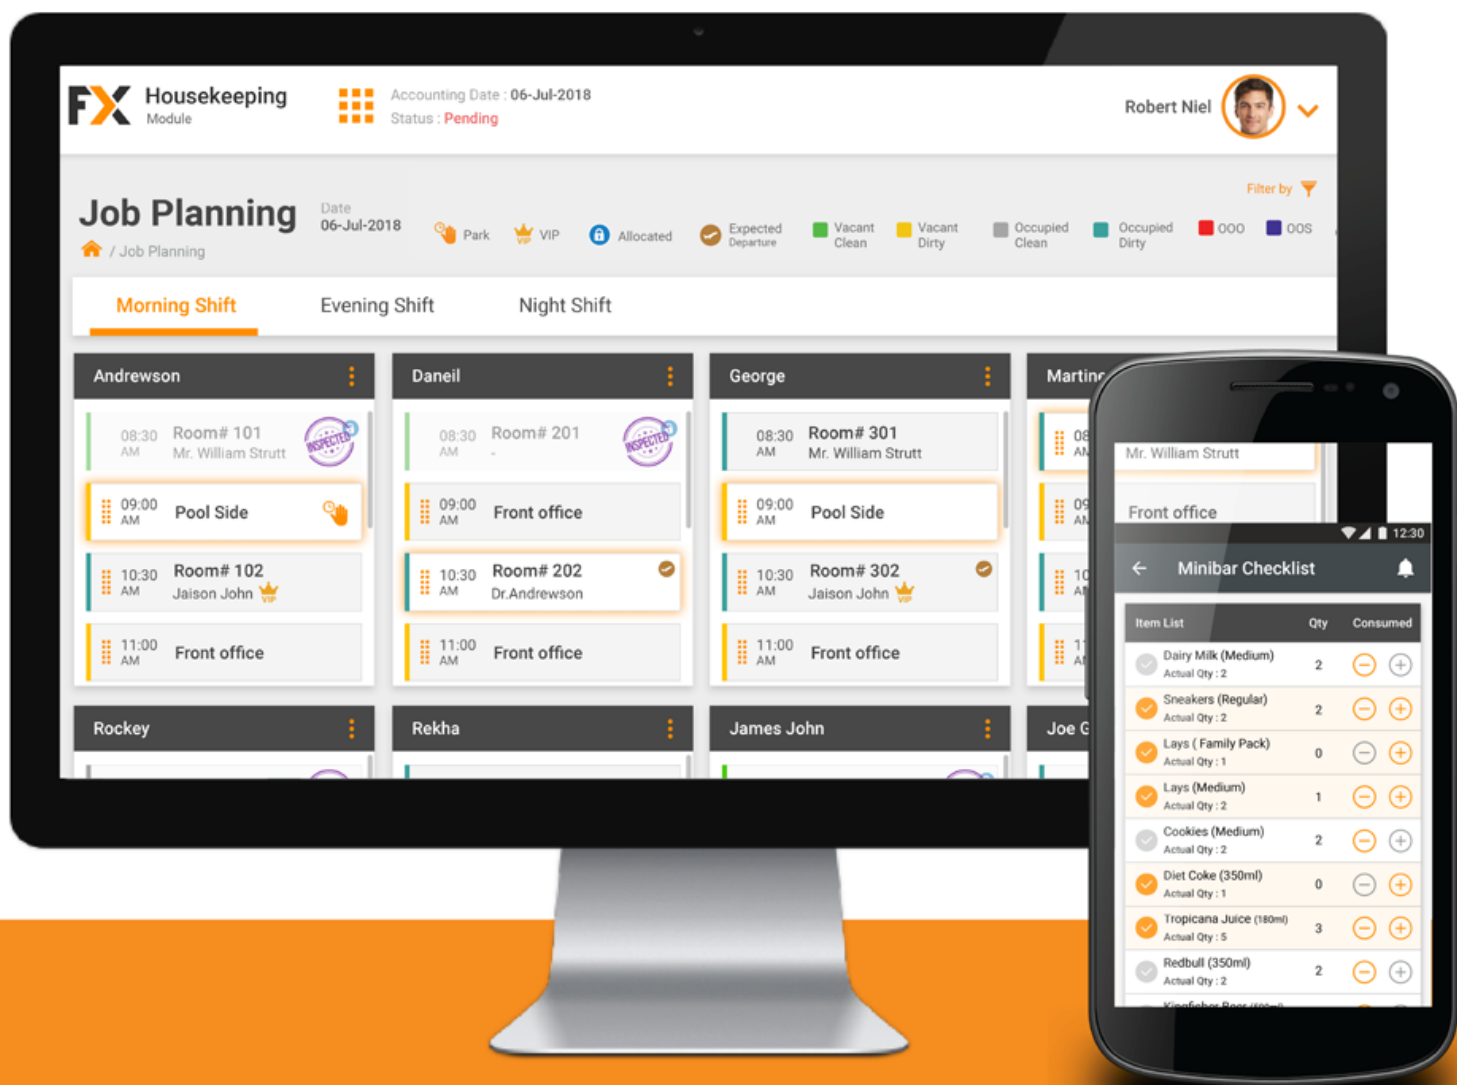 FX Housekeeping
Module
Accounting Date : 06-Jul-2018
Status : Pending
Robert Niel
Job Planning
/ Job Planning
Date
06-Jul-2018
Park
VIP
VIP
Allocated
Expected
Departure
Vacant
Clean
Vacant
Dirty
Occupied
Clean
Occupied
Dirty
OOO
OOS
Filter by
Morning Shift
Evening Shift
Night Shift
Andrewson
08:30 Room# 101
AM Mr. William Strutt
INSPECTED
09:00
AM
Pool Side
10:30 Room# 102
AM Jaison John VIP
11:00
AM
Front office
Daneil
08:30 Room# 201
AM -
INSPECTED
09:00
AM
Front office
10:30 Room# 202
AM Dr.Andrewson
11:00
AM
Front office
George
08:30 Room# 301
AM Mr. William Strutt
09:00
AM
Pool Side
10:30 Room# 302
AM Jaison John VIP
11:00
AM
Front office
Rockey
Rekha
James John
Mr. William Strutt
Front office
12:30
Minibar Checklist
Item List Qty Consumed
Dairy Milk (Medium)
Actual Qty : 2
2
Sneakers (Regular)
Actual Qty : 2
2
Lays ( Family Pack)
Actual Qty : 1
0
Lays (Medium)
Actual Qty : 2
1
Cookies (Medium)
Actual Qty : 2
2
Diet Coke (350ml)
Actual Qty : 1
0
Tropicana Juice (180ml)
Actual Qty : 5
3
Redbull (350ml)
Actual Qty : 2
2